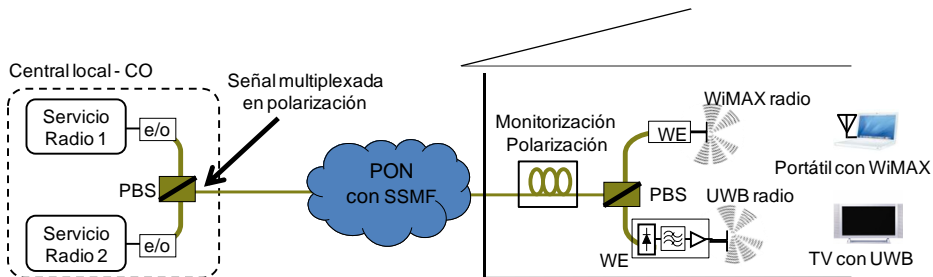 Central local - CO
Servicio
Radio 1
e/o
Señal multiplexada
en polarización
PBS
Servicio
Radio 2
e/o
PON
con SSMF
Monitorización
Polarización
WE
WiMAX radio
PBS
UWB radio
WE
Portátil con WiMAX
TV con UWB